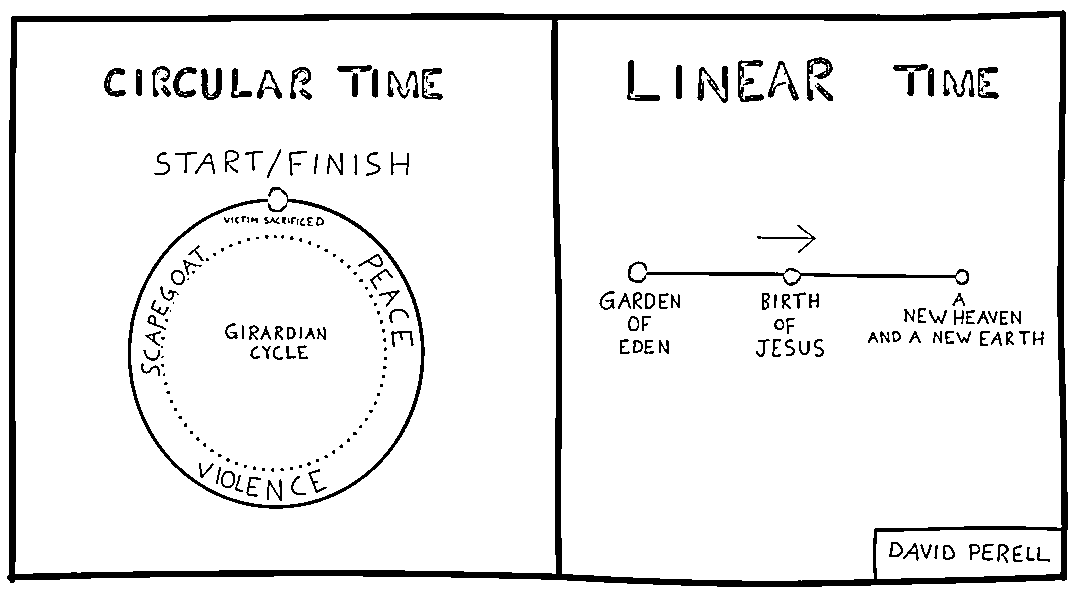 CIRCULAR TIME
START/FINISH
VICTIM SACRIFICED
PEACE
VIOLENCE
SCAPEGOAT
GIRARDIAN
CYCLE
LINEAR TIME
GARDEN
OF
EDEN
BIRTH
OF
JESUS
A
NEW HEAVEN
AND A NEW EARTH
DAVID PERELL